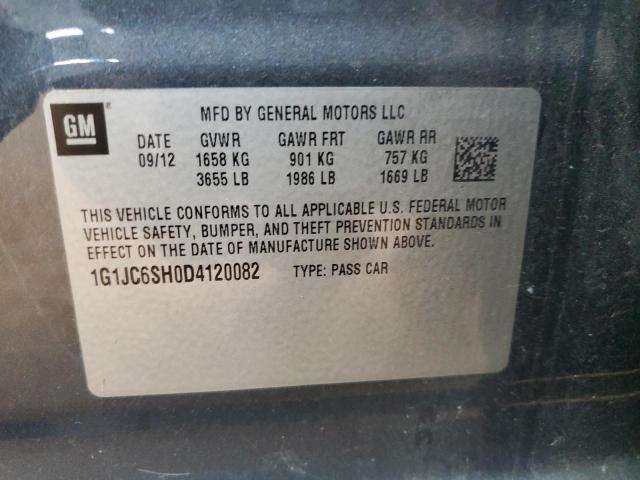 GM®
MFD BY GENERAL MOTORS LLC
DATE GVWR GAWR FRT GAWR RR
09/12 1658 KG 901 KG 757 KG
3655 LB 1986 LB 1669 LB
THIS VEHICLE CONFORMS TO ALL APPLICABLE U.S. FEDERAL MOTOR
VEHICLE SAFETY, BUMPER, AND THEFT PREVENTION STANDARDS IN
EFFECT ON THE DATE OF MANUFACTURE SHOWN ABOVE.
1G1JC6SH0D4120082 TYPE: PASS CAR